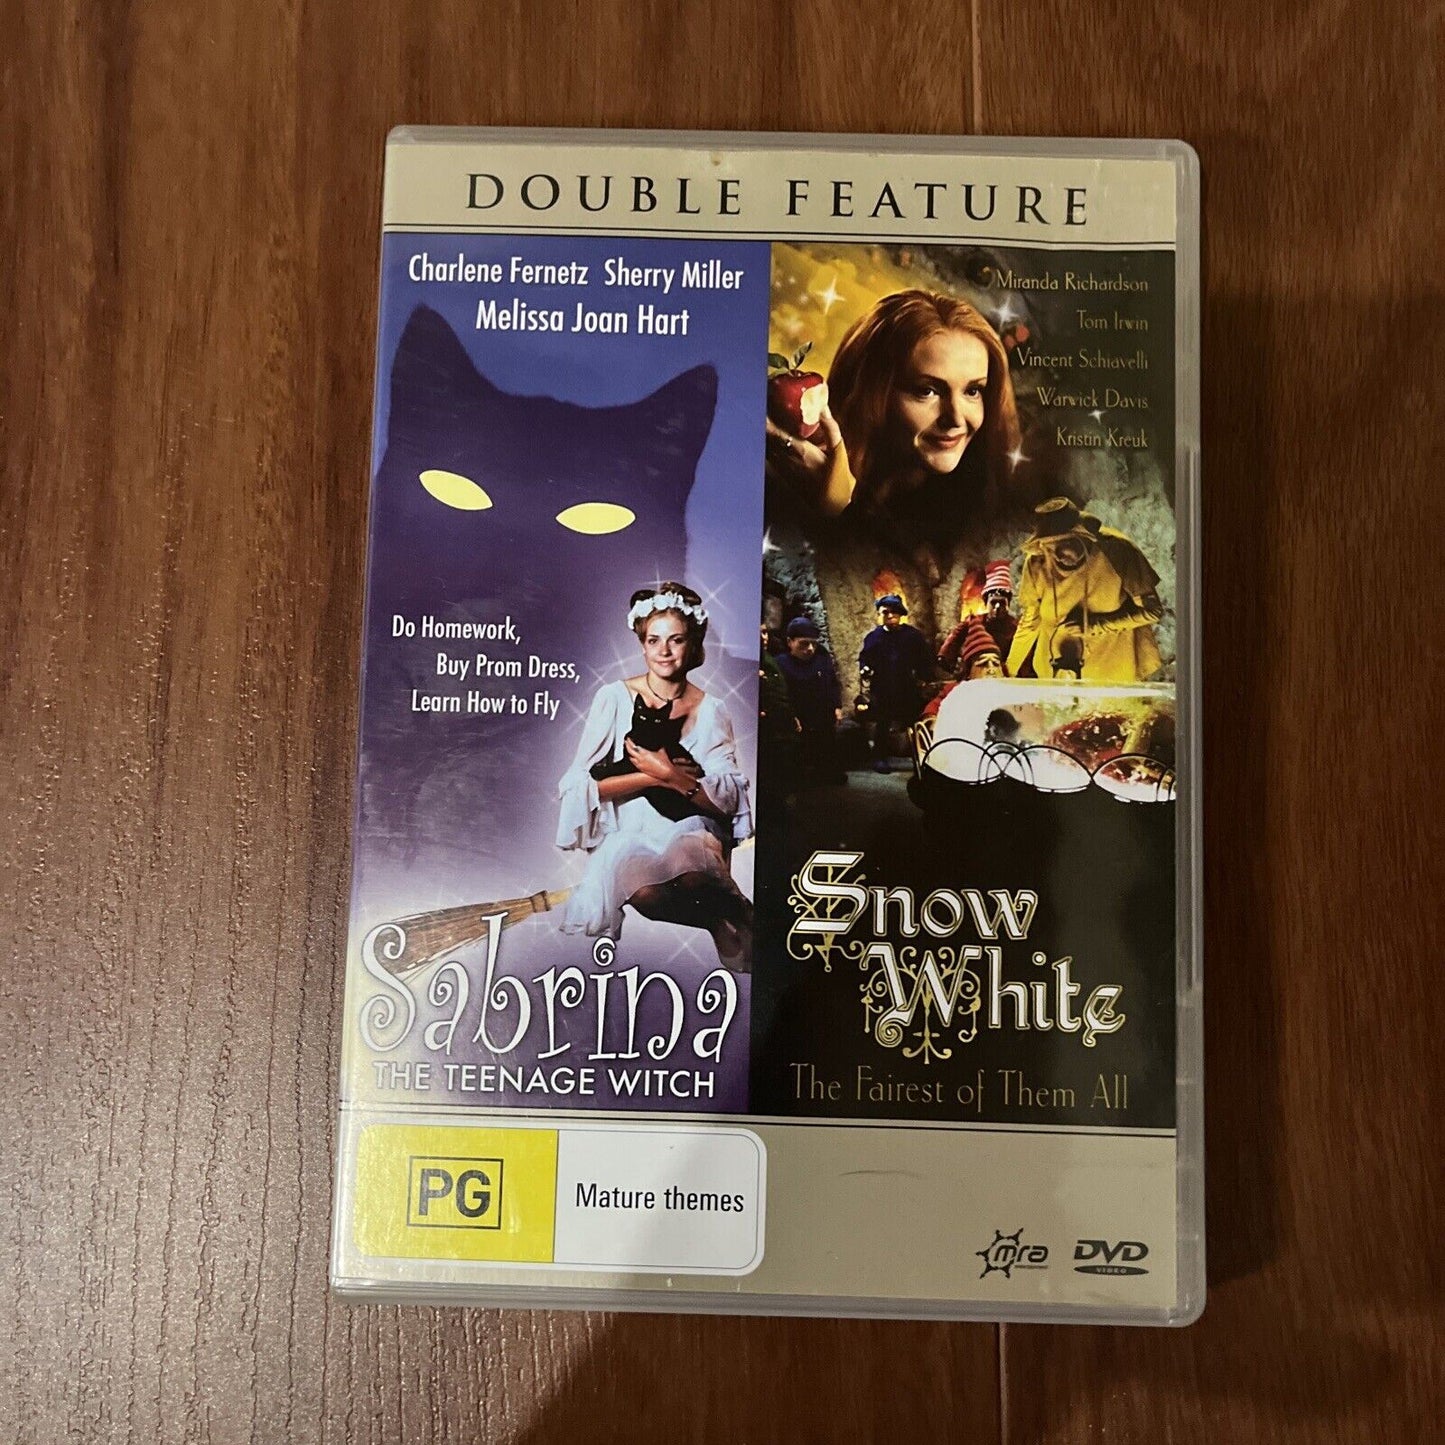 DOUBLE FEATURE
Charlene Fernetz Sherry Miller
Melissa Joan Hart
Do Homework,
Buy Prom Dress,
Learn How to Fly
Sabrina
THE TEENAGE WITCH
Miranda Richardson
Tom Irwin
Vincent Schiavelli
Warwick Davis
Kristin Kreuk
Snow
White
The Fairest of Them All
PG
Mature themes
mra
DVD
VIDEO